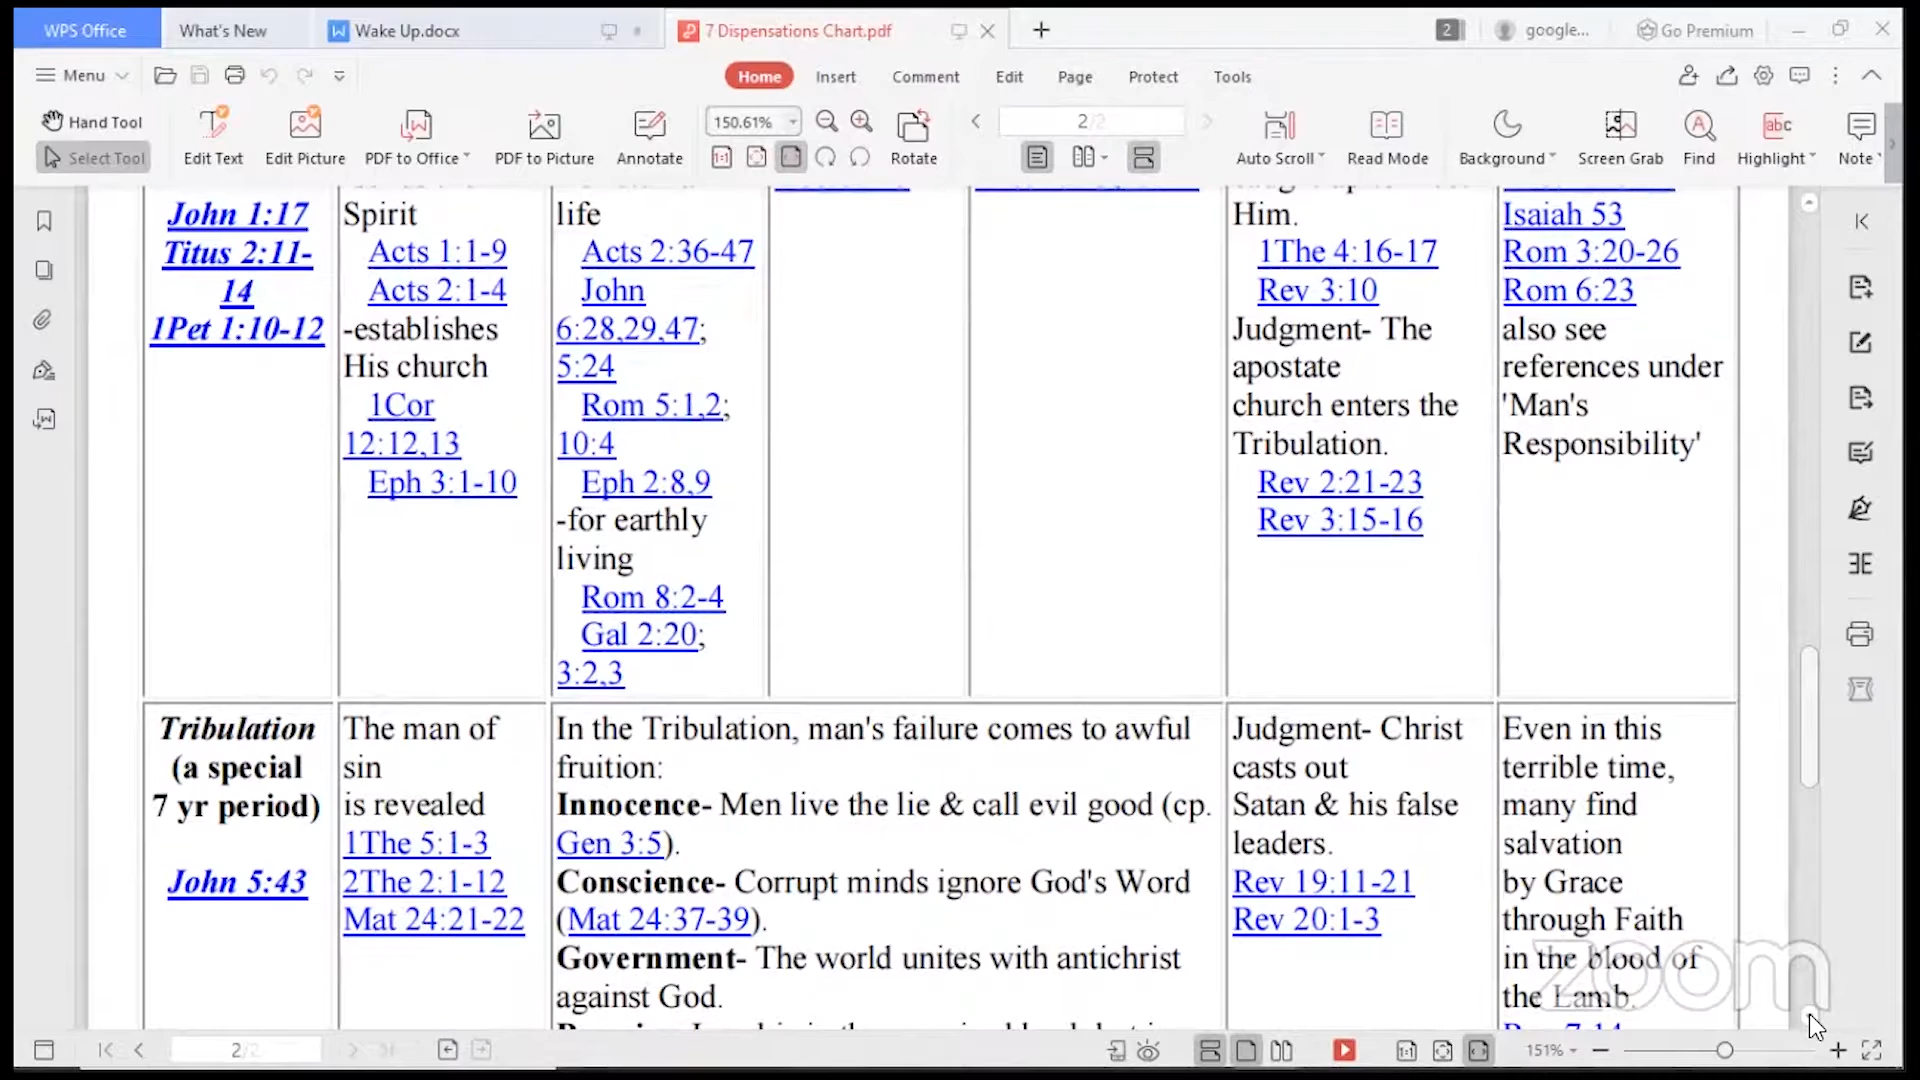 WPS Office
What's New
Wake Up.docx
7 Dispensations Chart.pdf
2
google...
Go Premium
Menu
Home
Insert
Comment
Edit
Page
Protect
Tools
Hand Tool
Select Tool
Edit Text
Edit Picture
PDF to Office
PDF to Picture
Annotate
150.61%
Rotate
2/2
Auto Scroll
Read Mode
Background
Screen Grab
Find
Highlight
Note
John 1:17
Titus 2:11-
14
1Pet 1:10-12
Spirit
Acts 1:1-9
Acts 2:1-4
-establishes
His church
1Cor
12:12,13
Eph 3:1-10
life
Acts 2:36-47
John
6:28,29,47;
5:24
Rom 5:1,2;
10:4
Eph 2:8,9
-for earthly
living
Rom 8:2-4
Gal 2:20;
3:2,3
Him.
1The 4:16-17
Rev 3:10
Judgment- The
apostate
church enters the
Tribulation.
Rev 2:21-23
Rev 3:15-16
Isaiah 53
Rom 3:20-26
Rom 6:23
also see
references under
'Man's
Responsibility'
Tribulation
(a special
7 yr period)
John 5:43
The man of
sin
is revealed
1The 5:1-3
2The 2:1-12
Mat 24:21-22
In the Tribulation, man's failure comes to awful
fruition:
Innocence- Men live the lie & call evil good (cp.
Gen 3:5).
Conscience- Corrupt minds ignore God's Word
(Mat 24:37-39).
Government- The world unites with antichrist
against God.
Judgment- Christ
casts out
Satan & his false
leaders.
Rev 19:11-21
Rev 20:1-3
Even in this
terrible time,
many find
salvation
by Grace
through Faith
in the blood of
the Lamb.
zoom
2/2
151%